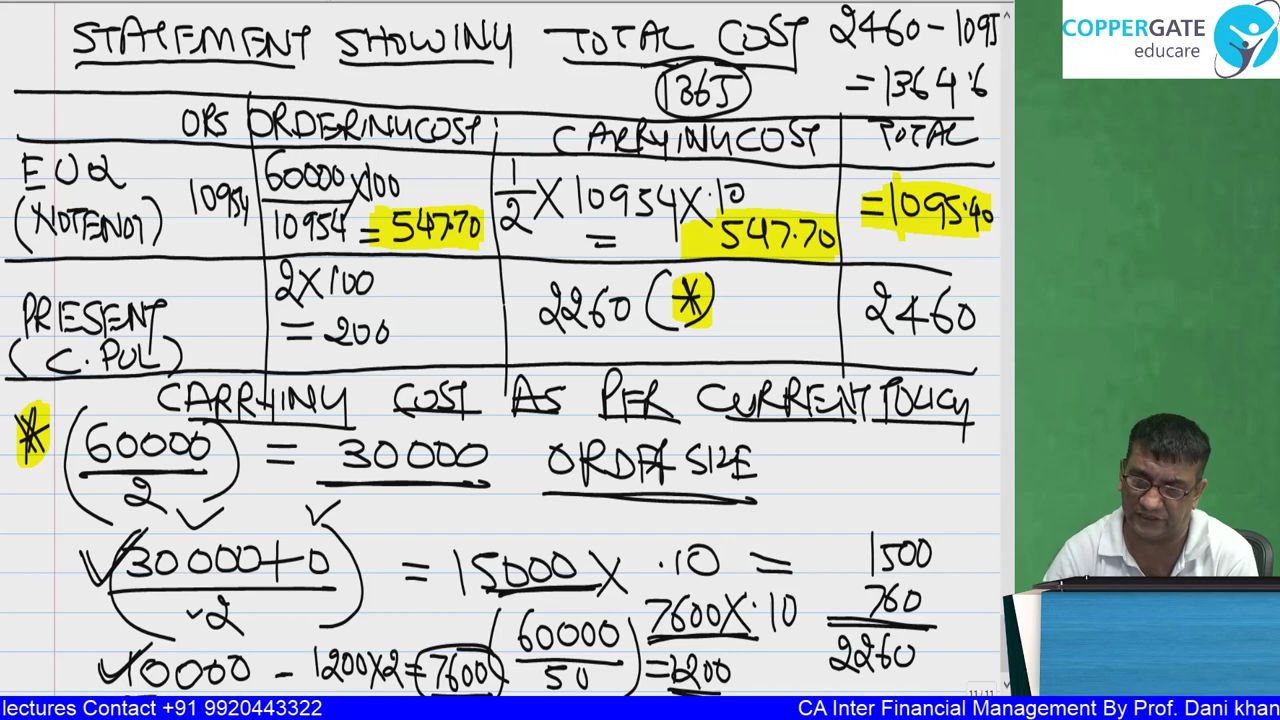 STATEMENT SHOWING TOTAL COST 2460 - 1095
1365 = 1364.6
ORS ORDERING COST CARRYING COST TOTAL
EOQ
(NOTENOT) 10954 60000/10954 X 100 = 547.70 1/2 X 10954 X .10 = 547.70 = 1095.40
PRESENT
(C. POL) 2 X 100 = 200 2260 (*) 2460
CARRYING COST AS PER CURRENT POLICY
* (60000/2) = 30000 ORDER SIZE
(30000 + 0 / 2) = 15000 X .10 = 1500
7600 X .10 760
10000 - 1200 X 2 = 7600 (60000/50) = 1200 2260
COPPERGATE
educare
11/11
lectures Contact +91 9920443322 CA Inter Financial Management By Prof. Dani khan